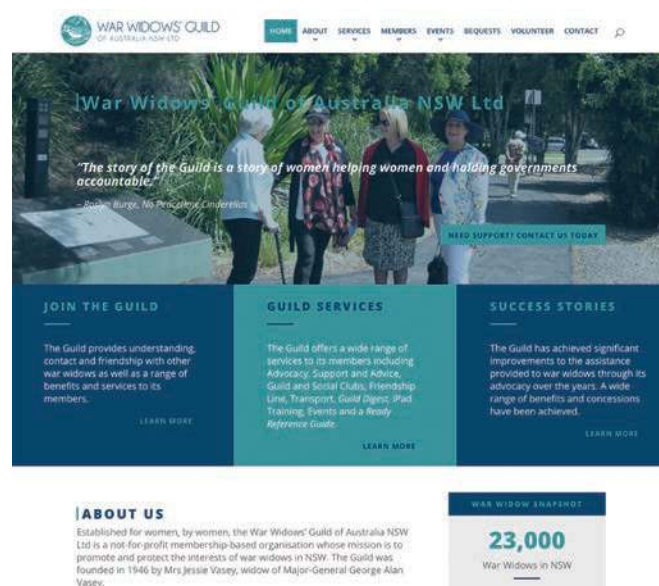 WAR WIDOWS' GUILD
OF AUSTRALIA NSW LTD
HOME ABOUT SERVICES MEMBERS EVENTS BEQUESTS VOLUNTEER CONTACT
War Widows' Guild of Australia NSW Ltd
"The story of the Guild is a story of women helping women and holding governments
accountable."
– Roslyn Burge, No Peacetime Cinderellas
NEED SUPPORT? CONTACT US TODAY
JOIN THE GUILD
The Guild provides understanding,
contact and friendship with other
war widows as well as a range of
benefits and services to its
members.
LEARN MORE
GUILD SERVICES
The Guild offers a wide range of
services to its members including
Advocacy, Support and Advice,
Guild and Social Clubs, Friendship
Line, Transport, Guild Digest, iPad
Training, Events and a Ready
Reference Guide.
LEARN MORE
SUCCESS STORIES
The Guild has achieved significant
improvements to the assistance
provided to war widows through its
advocacy over the years. A wide
range of benefits and concessions
have been achieved.
LEARN MORE
ABOUT US
Established for women, by women, the War Widows' Guild of Australia NSW
Ltd is a not-for-profit membership-based organisation whose mission is to
promote and protect the interests of war widows in NSW. The Guild was
founded in 1946 by Mrs Jessie Vasey, widow of Major-General George Alan
Vasey.
WAR WIDOW SNAPSHOT
23,000
War Widows in NSW